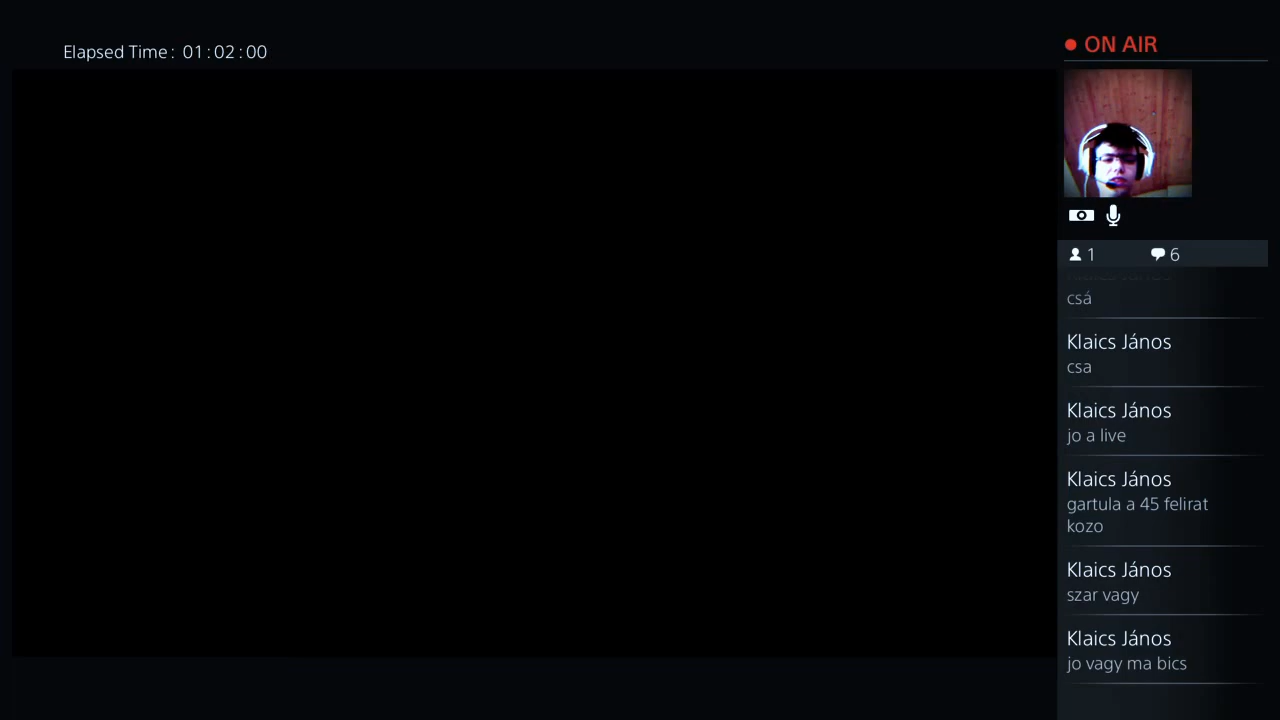 Elapsed Time: 01:02:00
ON AIR
1 6
csá
Klaics János
csa
Klaics János
jo a live
Klaics János
gartula a 45 felirat
kozo
Klaics János
szar vagy
Klaics János
jo vagy ma bics